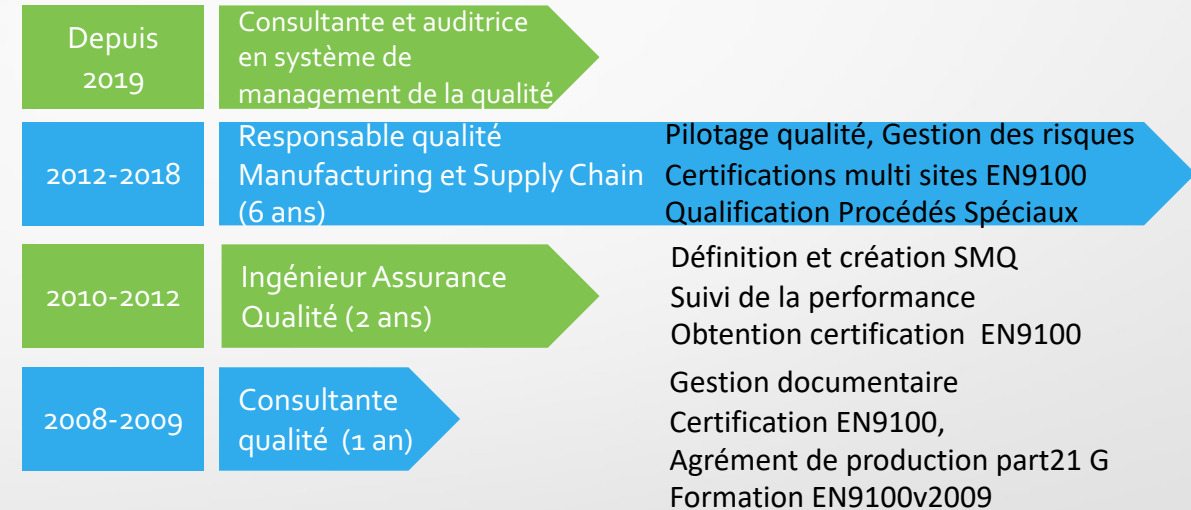 Depuis
2019
Consultante et auditrice
en système de
management de la qualité
2012-2018
Responsable qualité
Manufacturing et Supply Chain
(6 ans)
Pilotage qualité, Gestion des risques
Certifications multi sites EN9100
Qualification Procédés Spéciaux
2010-2012
Ingénieur Assurance
Qualité (2 ans)
Définition et création SMQ
Suivi de la performance
Obtention certification EN9100
2008-2009
Consultante
qualité (1 an)
Gestion documentaire
Certification EN9100,
Agrément de production part21 G
Formation EN9100v2009